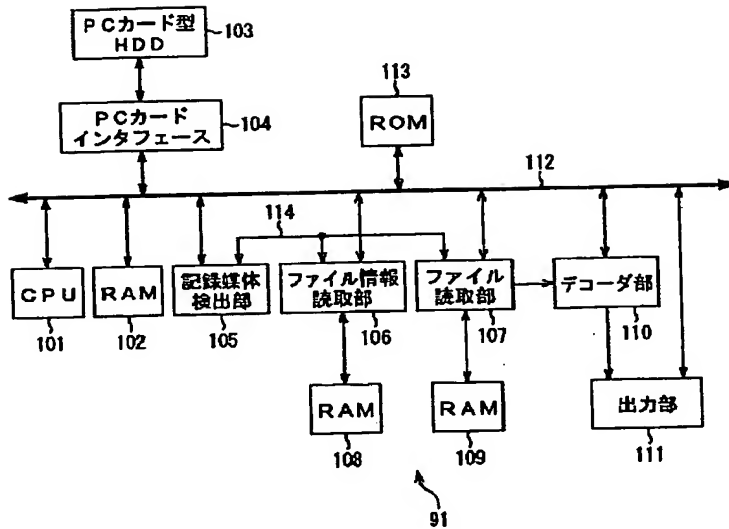 PCカード型
HDD
103
PCカード
インタフェース
104
113
ROM
112
114
CPU
101
RAM
102
記録媒体
検出部
105
ファイル情報
読取部
106
ファイル
読取部
107
デコーダ部
110
RAM
108
RAM
109
出力部
111
91